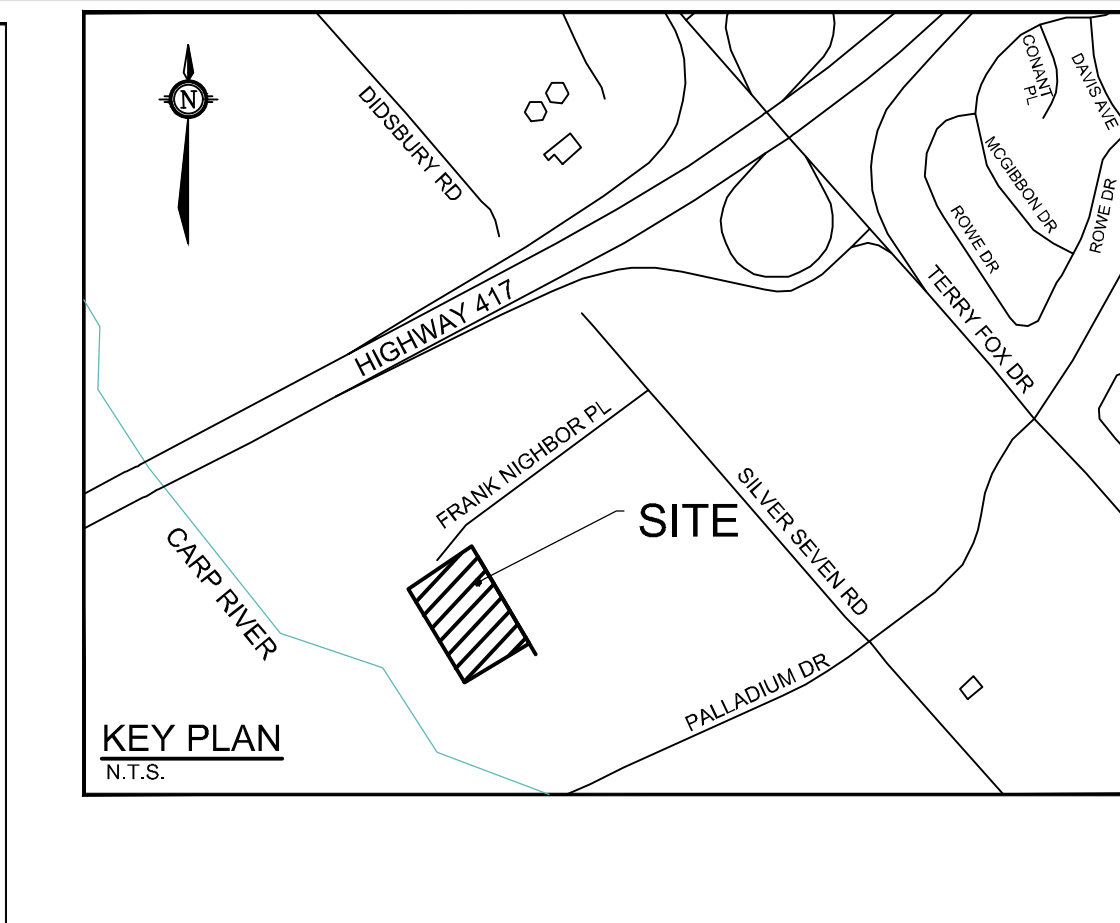 N
DIDSBURY RD
CONANT
PL
DAVIS AVE
MCGIBBON DR
ROWE DR
ROWE DR
HIGHWAY 417
TERRY FOX DR
FRANK NIGHBOR PL
SITE
SILVER SEVEN RD
CARP RIVER
PALLADIUM DR
KEY PLAN
N.T.S.